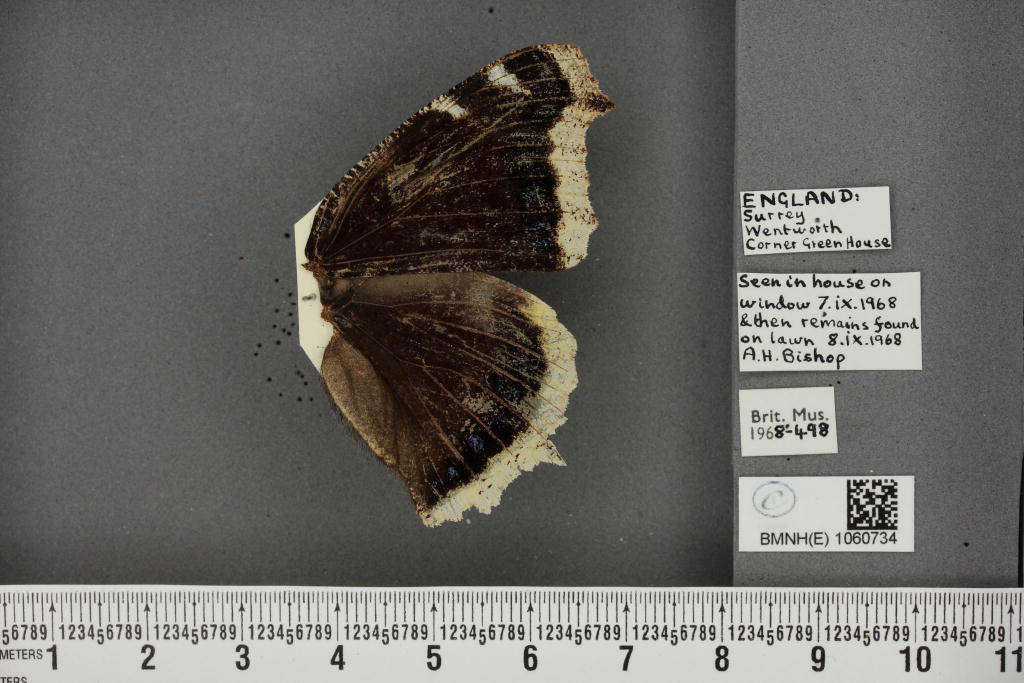 ENGLAND:
Surrey
Wentworth
Corner Green House
Seen in house on
window 7.ix.1968
& then remains found
on lawn 8.ix.1968
A.H. Bishop
Brit. Mus.
1968-498
C
BMNH(E) 1060734
56789 123456789 123456789 123456789 123456789 123456789 123456789 123456789 123456789 123456789 123456789
METERS 1 2 3 4 5 6 7 8 9 10 11
TERS